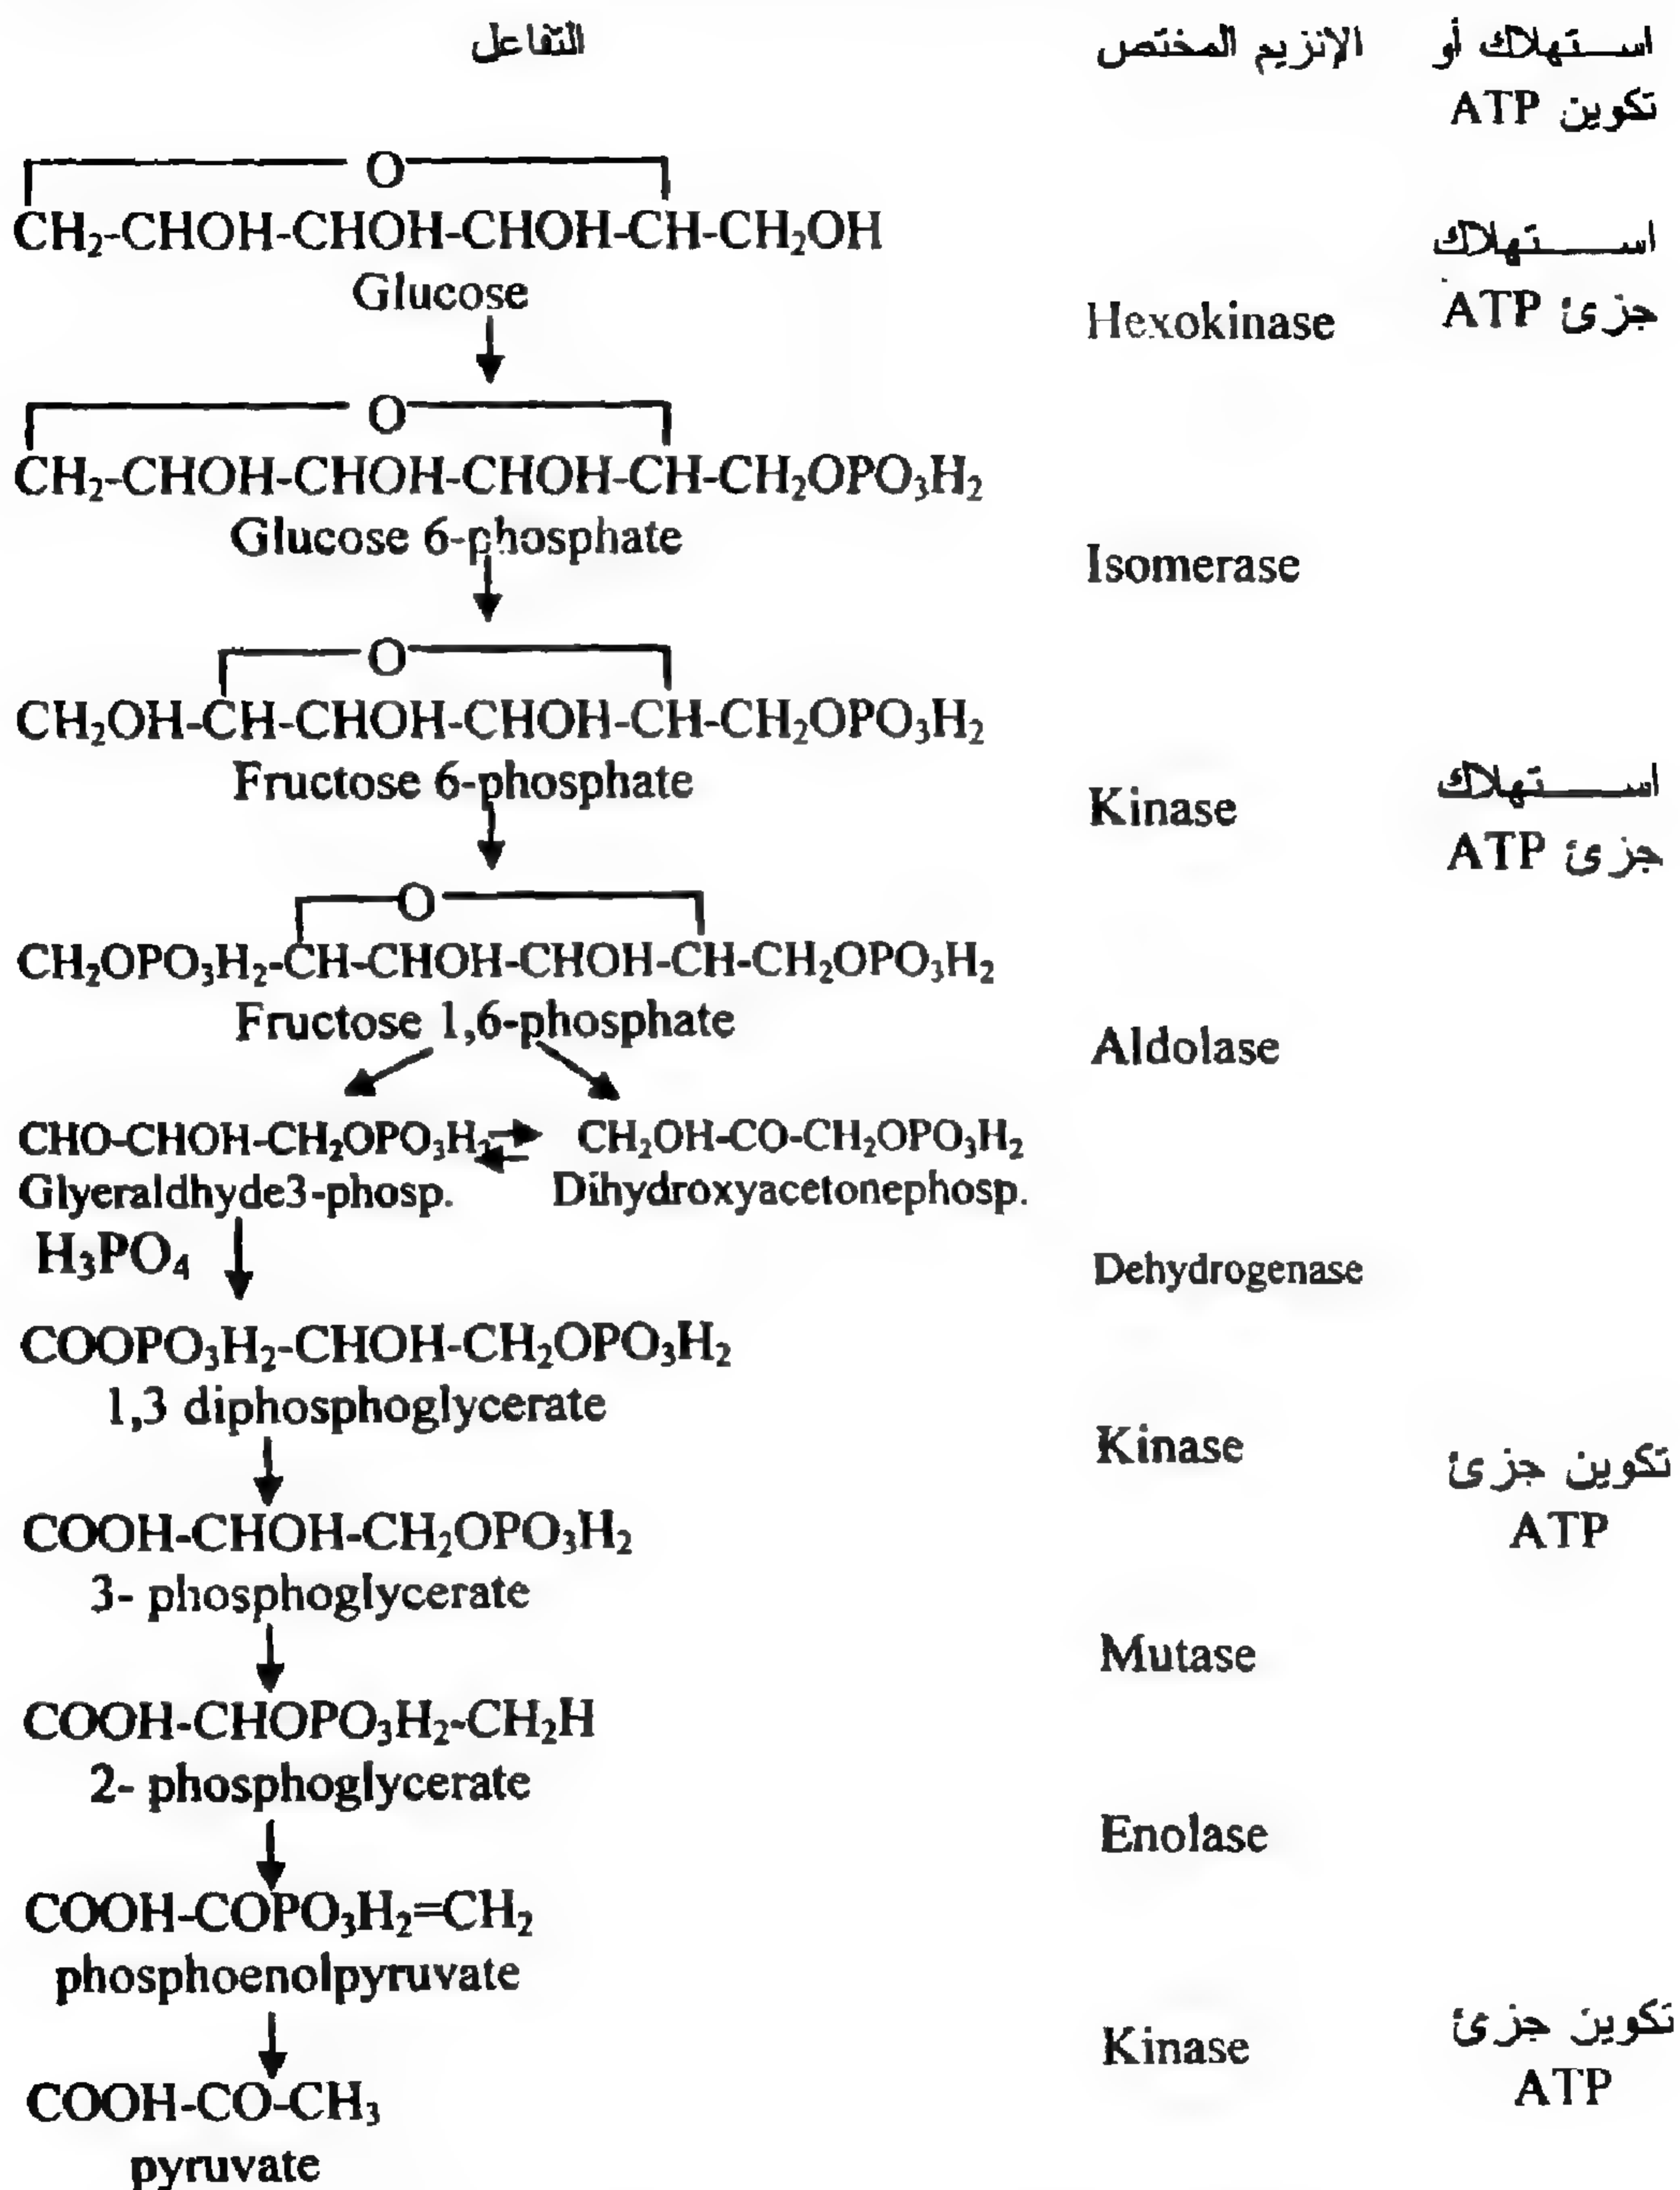 التفاعل
الانزيم المختص
استهلاك أو
تكوين ATP
O
CH₂-CHOH-CHOH-CHOH-CH-CH₂OH
Glucose
Hexokinase
استهلاك
جزئ ATP
O
CH₂-CHOH-CHOH-CHOH-CH-CH₂OPO₃H₂
Glucose 6-phosphate
Isomerase
O
CH₂OH-CH-CHOH-CHOH-CH-CH₂OPO₃H₂
Fructose 6-phosphate
Kinase
استهلاك
جزئ ATP
O
CH₂OPO₃H₂-CH-CHOH-CHOH-CH-CH₂OPO₃H₂
Fructose 1,6-phosphate
Aldolase
CHO-CHOH-CH₂OPO₃H₂ CH₂OH-CO-CH₂OPO₃H₂
Glyeraldhyde3-phosp. Dihydroxyacetonephosp.
H₃PO₄
Dehydrogenase
COOPO₃H₂-CHOH-CH₂OPO₃H₂
1,3 diphosphoglycerate
Kinase
تكوين جزئ
ATP
COOH-CHOH-CH₂OPO₃H₂
3- phosphoglycerate
Mutase
COOH-CHOPO₃H₂-CH₂H
2- phosphoglycerate
Enolase
COOH-COPO₃H₂=CH₂
phosphoenolpyruvate
Kinase
تكوين جزئ
ATP
COOH-CO-CH₃
pyruvate